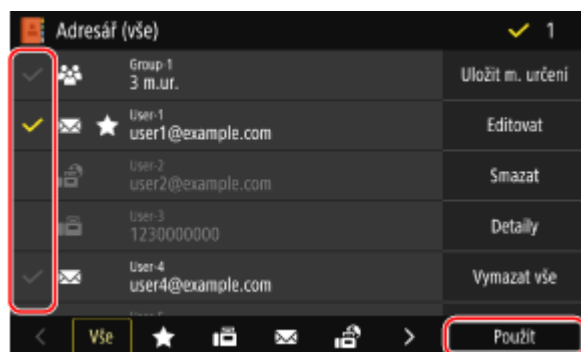 Adresář (vše)
1
Group-1
3 m.ur.
Uložit m. určení
User-1
user1@example.com
Editovat
User-2
user2@example.com
Smazat
User-3
1230000000
Detaily
User-4
user4@example.com
Vymazat vše
Vše
Použít